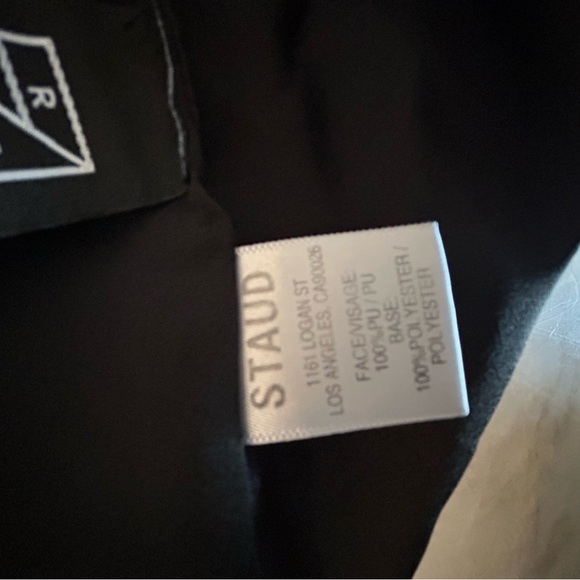 R
STAUD
1161 LOGAN ST
LOS ANGELES, CA90026
FACE/VISAGE:
100%PU / PU
BASE:
100%POLYESTER /
POLYESTER